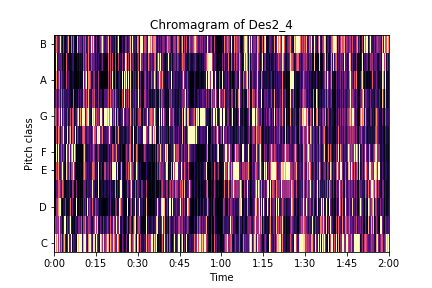 Chromagram of Des2_4
Pitch class
B
A
G
F
E
D
C
0:00 0:15 0:30 0:45 1:00 1:15 1:30 1:45 2:00
Time